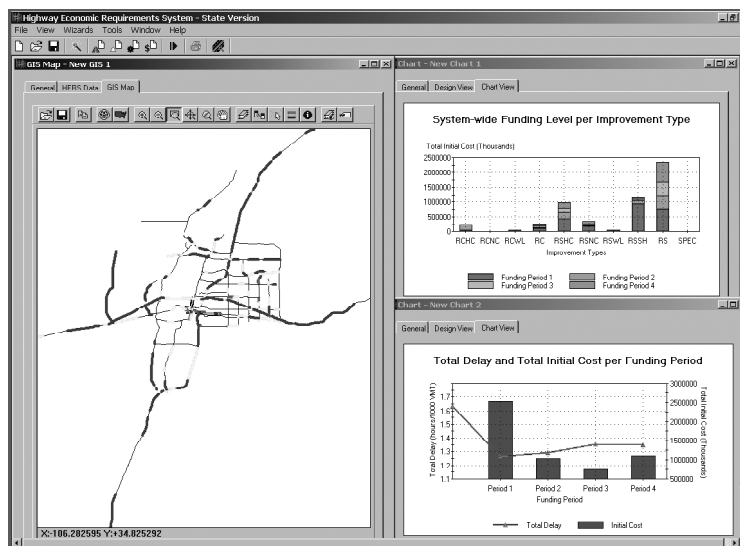 Highway Economic Requirements System - State Version
File View Wizards Tools Window Help
GIS Map - New GIS 1
General HERS Data GIS Map
X:-106.282595 Y:+34.825292
Chart - New Chart 1
General Design View Chart View
System-wide Funding Level per Improvement Type
Total Initial Cost (Thousands)
2500000
2000000
1500000
1000000
500000
0
RCHC RCNC RCWL RC RSHC RSNC RSWL RSSH RS SPEC
Improvement Types
Funding Period 1 Funding Period 2
Funding Period 3 Funding Period 4
Chart - New Chart 2
General Design View Chart View
Total Delay and Total Initial Cost per Funding Period
Total Delay (hours/1000 VMT)
1.7
1.6
1.5
1.4
1.3
1.2
1.1
3000000
2500000
2000000
1500000
1000000
500000
Total Initial Cost (Thousands)
Period 1 Period 2 Period 3 Period 4
Funding Period
Total Delay Initial Cost